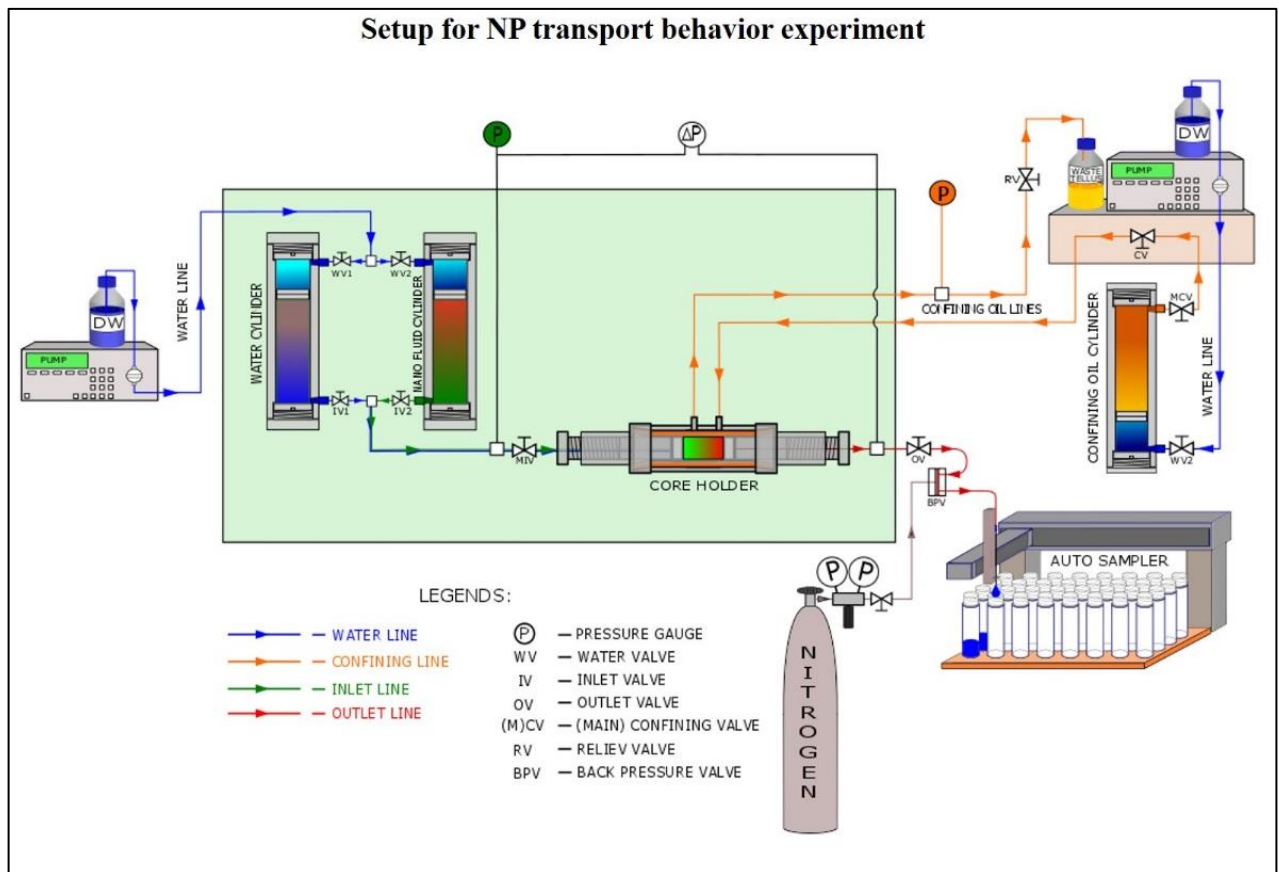 Setup for NP transport behavior experiment
P
ΔP
DW
DW
WASTE
TELLUS
PUMP
RV
P
CV
WATER LINE
WV1
WV2
CONFINING OIL LINES
MCV
DW
PUMP
WATER CYLINDER
NANO FLUID CYLINDER
CONFINING OIL CYLINDER
WATER LINE
IV1
IV2
MIV
OV
WV2
CORE HOLDER
BPV
AUTO SAMPLER
P P
LEGENDS:
– WATER LINE
– CONFINING LINE
– INLET LINE
– OUTLET LINE
P – PRESSURE GAUGE
WV – WATER VALVE
IV – INLET VALVE
OV – OUTLET VALVE
(M)CV – (MAIN) CONFINING VALVE
RV – RELIEV VALVE
BPV – BACK PRESSURE VALVE
NITROGEN